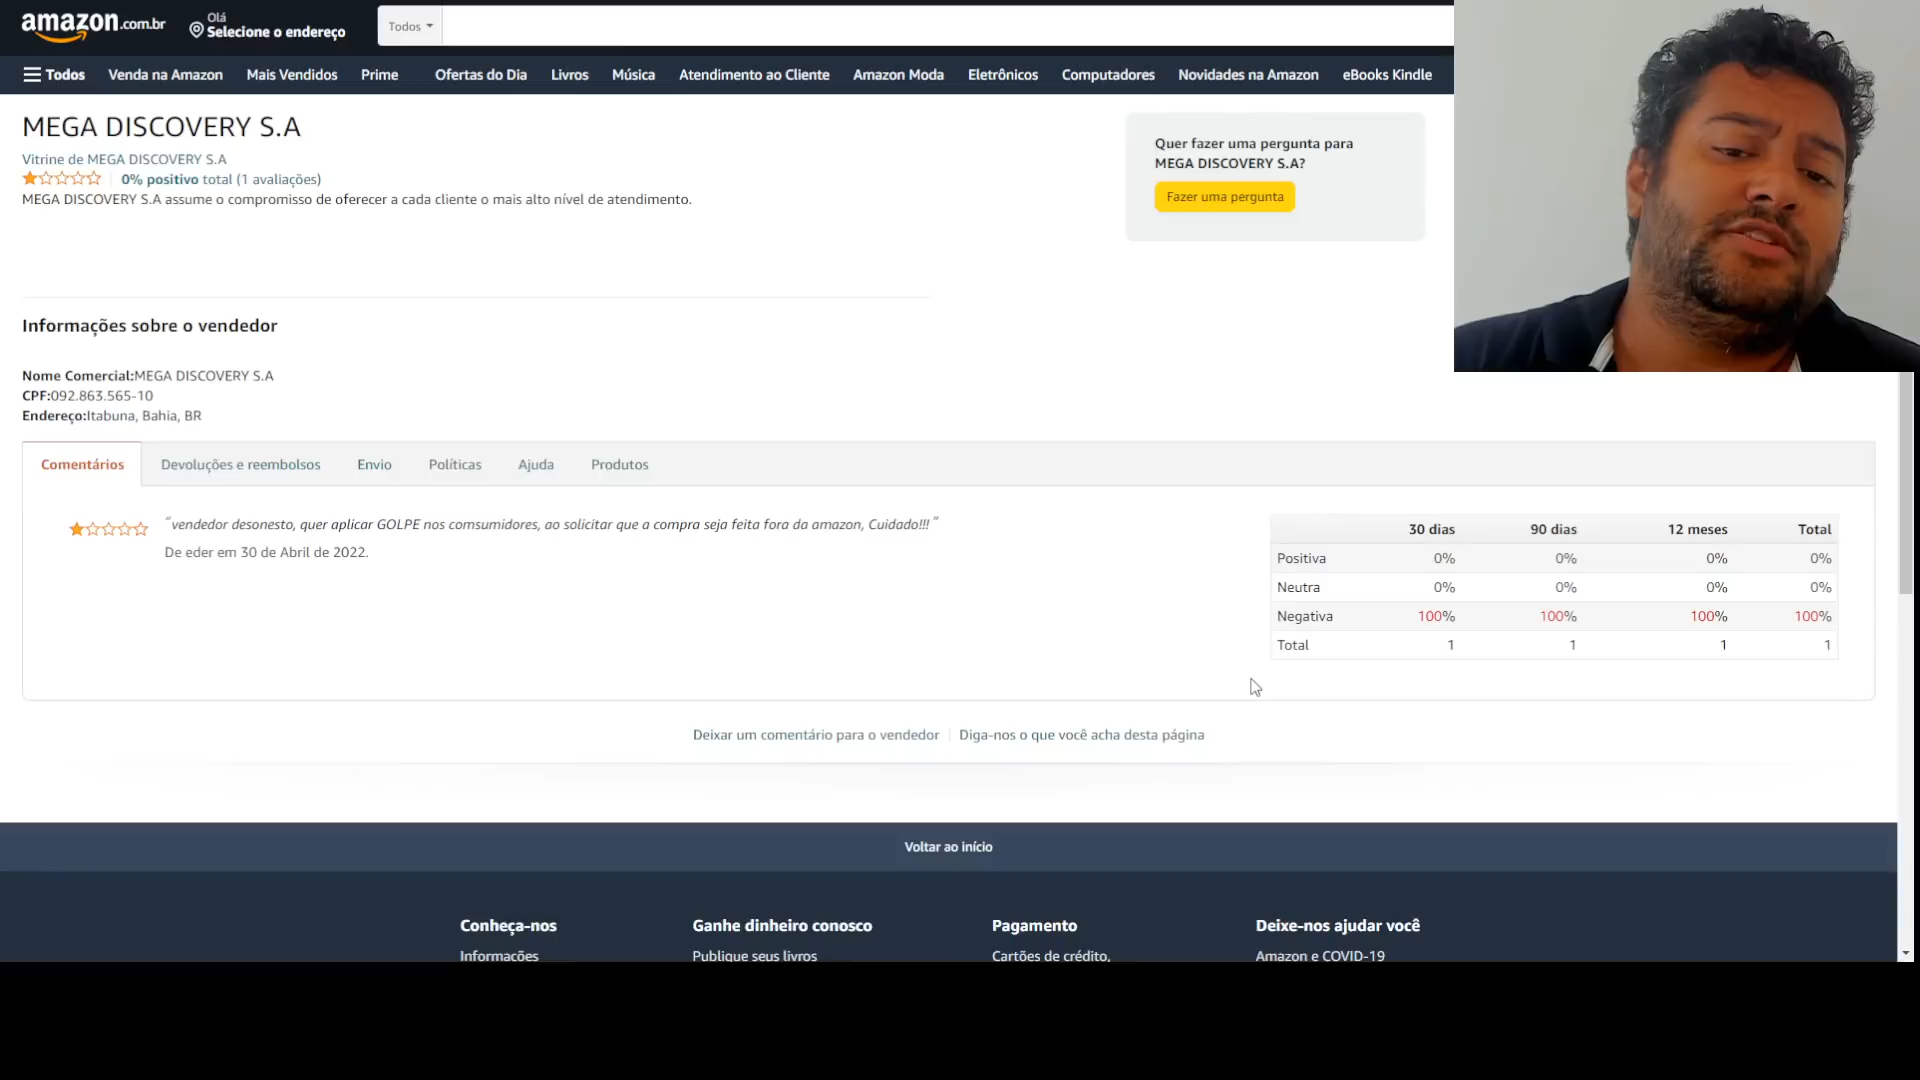 amazon.com.br
Olá
Selecione o endereço
Todos
Todos
Venda na Amazon
Mais Vendidos
Prime
Ofertas do Dia
Livros
Música
Atendimento ao Cliente
Amazon Moda
Eletrônicos
Computadores
Novidades na Amazon
eBooks Kindle
MEGA DISCOVERY S.A
Vitrine de MEGA DISCOVERY S.A
0% positivo total (1 avaliações)
MEGA DISCOVERY S.A assume o compromisso de oferecer a cada cliente o mais alto nível de atendimento.
Quer fazer uma pergunta para
MEGA DISCOVERY S.A?
Fazer uma pergunta
Informações sobre o vendedor
Nome Comercial:MEGA DISCOVERY S.A
CPF:092.863.565-10
Endereço:Itabuna, Bahia, BR
Comentários
Devoluções e reembolsos
Envio
Políticas
Ajuda
Produtos
“vendedor desonesto, quer aplicar GOLPE nos comsumidores, ao solicitar que a compra seja feita fora da amazon, Cuidado!!!”
De eder em 30 de Abril de 2022.
30 dias 90 dias 12 meses Total
Positiva 0% 0% 0% 0%
Neutra 0% 0% 0% 0%
Negativa 100% 100% 100% 100%
Total 1 1 1 1
Deixar um comentário para o vendedor
Diga-nos o que você acha desta página
Voltar ao início
Conheça-nos
Informações
Ganhe dinheiro conosco
Publique seus livros
Pagamento
Cartões de crédito,
Deixe-nos ajudar você
Amazon e COVID-19